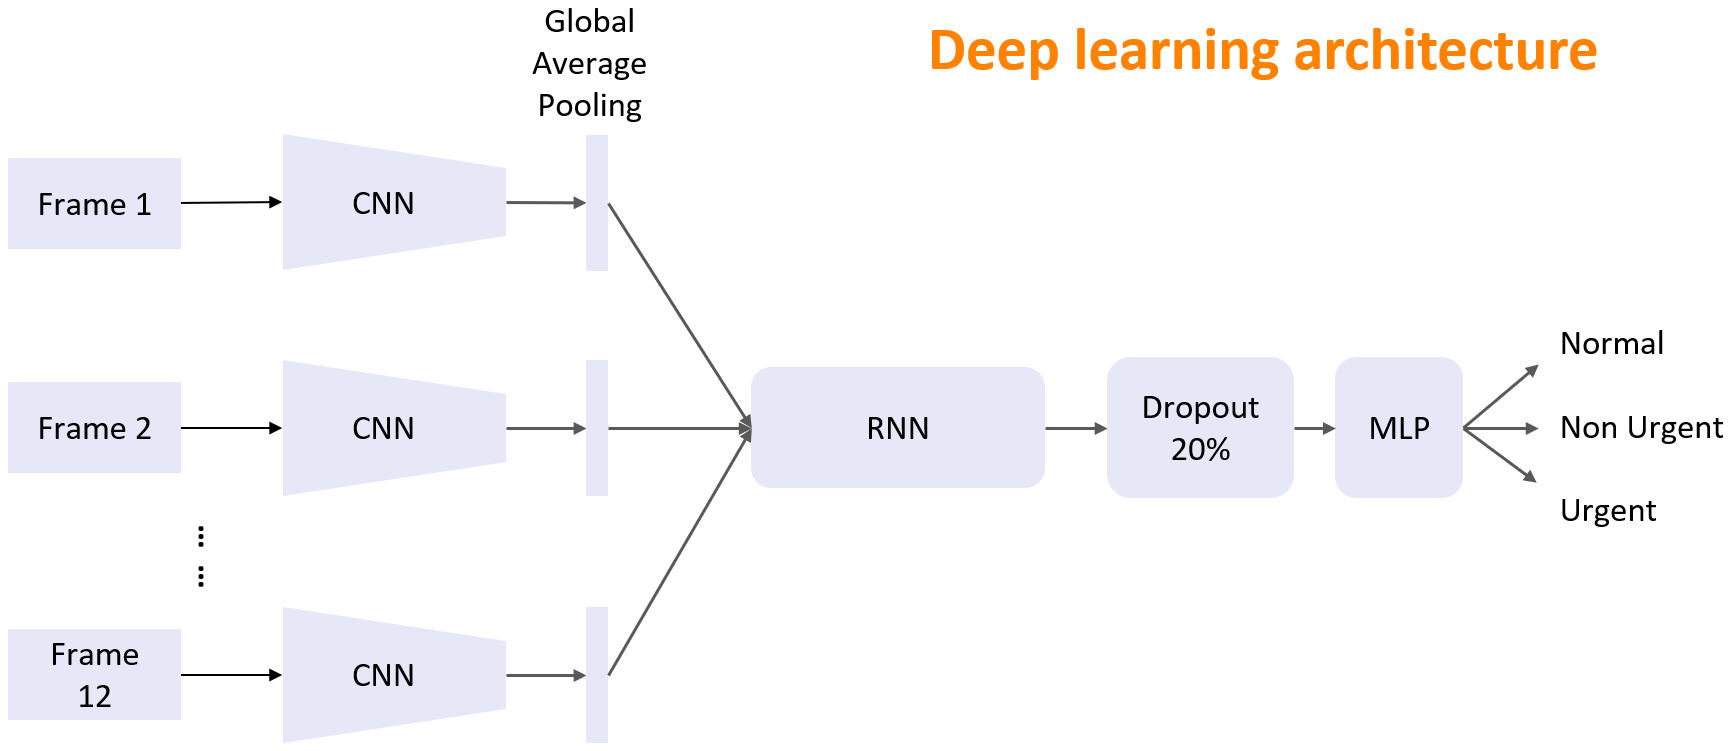 Deep learning architecture
Global
Average
Pooling
Frame 1
CNN
Frame 2
CNN
RNN
Dropout
20%
MLP
Normal
Non Urgent
Urgent
Frame
12
CNN